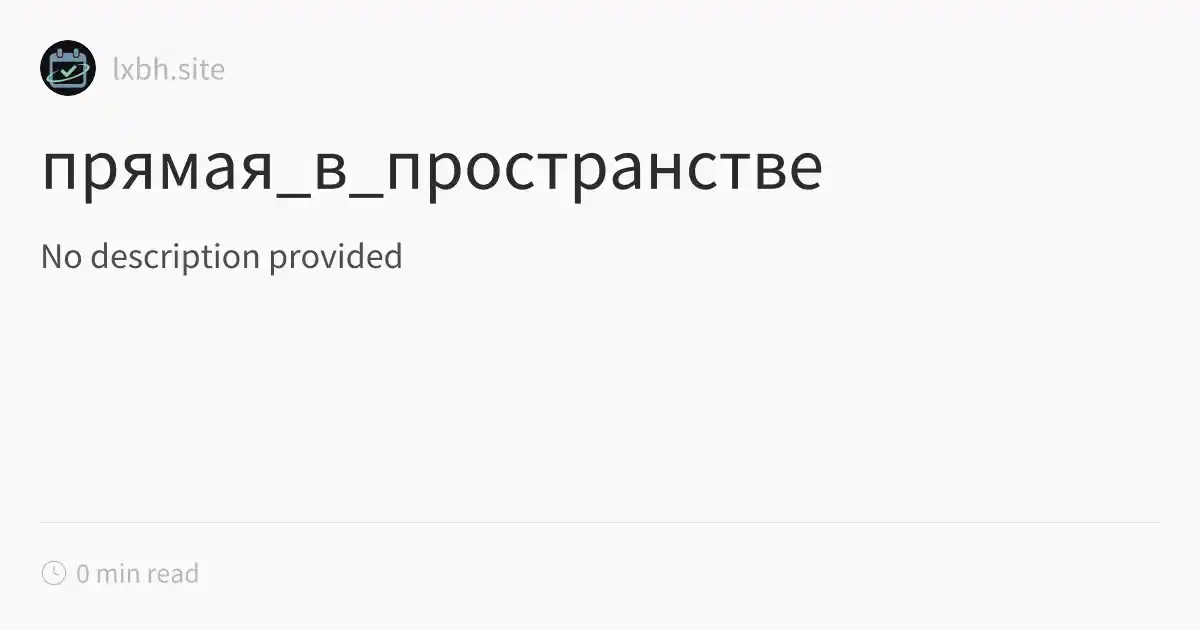 lxbh.site
прямая_в_пространстве
No description provided
0 min read